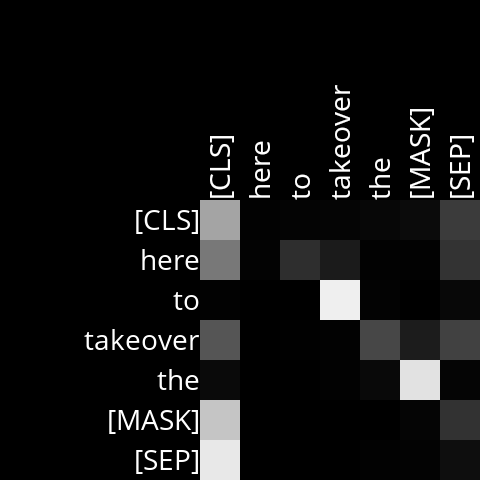 [CLS] here to takeover the [MASK] [SEP]
[CLS]
here
to
takeover
the
[MASK]
[SEP]